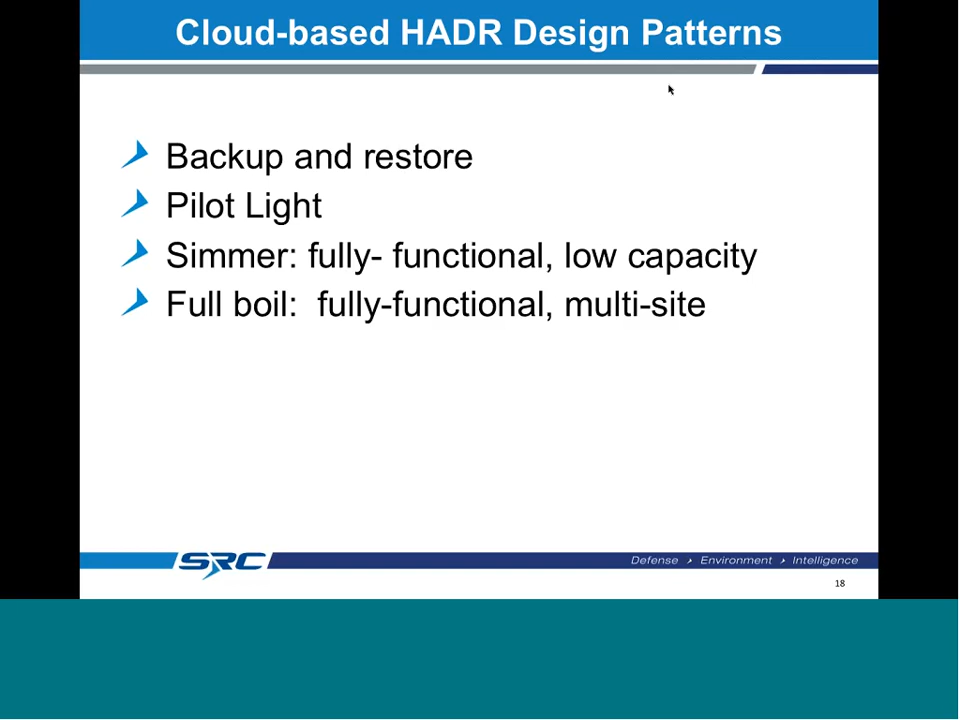 Cloud-based HADR Design Patterns
Backup and restore
Pilot Light
Simmer: fully- functional, low capacity
Full boil:  fully-functional, multi-site
SRC
Defense Environment Intelligence
18